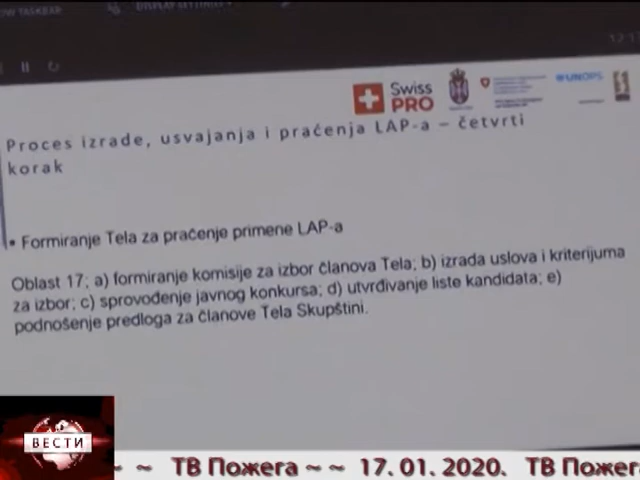 DISPLAY SETTINGS
Swiss
PRO
UNOPS
Proces izrade, usvajanja i praćenja LAP-a – četvrti
korak
• Formiranje Tela za praćenje primene LAP-a
Oblast 17; a) formiranje komisije za izbor članova Tela; b) izrada uslova i kriterijuma
za izbor; c) sprovođenje javnog konkursa; d) utvrđivanje liste kandidata; e)
podnošenje predloga za članove Tela Skupštini.
ВЕСТИ
~ ~ ТВ Пожега ~ ~ 17. 01. 2020. ТВ Пожега